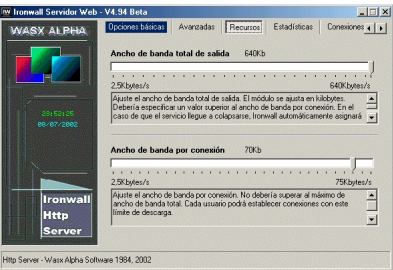 Ironwall Servidor Web - V4.94 Beta
WASX ALPHA
Opciones básicas
Avanzadas
Recursos
Estadísticas
Conexiones
Ancho de banda total de salida 640Kb
2,5Kbytes/s 640Kbytes/s
Ajuste el ancho de banda total de salida. El módulo se ajusta en kilobytes.
Debería especificar un valor superior al ancho de banda por conexión. En el
caso de que el servicio llegue a colapsarse, Ironwall automáticamente asignará
23:52:25
08/07/2002
Ancho de banda por conexión 70Kb
2,5Kbytes/s 75Kbytes/s
Ajuste el ancho de banda por conexión. No debería superar al máximo de
ancho de banda total. Cada usuario podrá establecer conexiones con este
límite de descarga.
Ironwall
Http
Server
Http Server - Wasx Alpha Software 1984, 2002